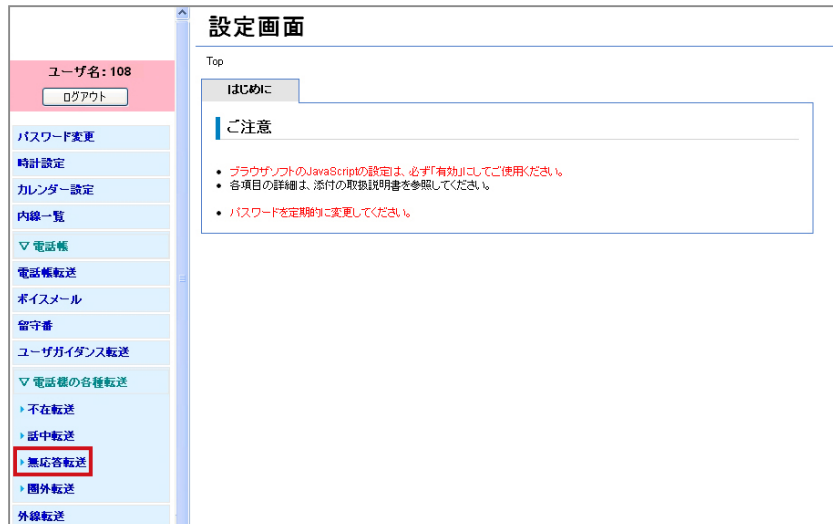 設定画面
ユーザ名:108
ログアウト
パスワード変更
時計設定
カレンダー設定
内線一覧
▽電話帳
電話帳転送
ボイスメール
留守番
ユーザガイダンス転送
▽電話機の各種転送
不在転送
話中転送
無応答転送
圏外転送
外線転送
Top
はじめに
ご注意
• ブラウザソフトのJavaScriptの設定は、必ず「有効」にしてご使用ください。
• 各項目の詳細は、添付の取扱説明書を参照してください。
• パスワードを定期的に変更してください。